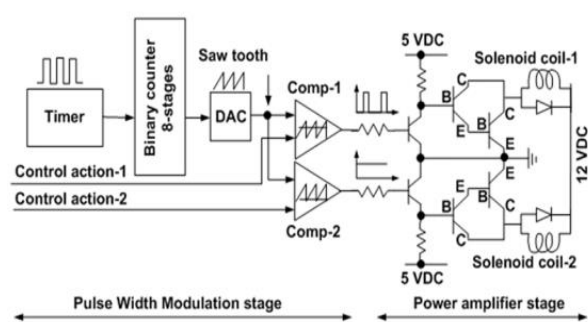 5 VDC
Solenoid coil-1
Saw tooth
Comp-1
Timer
Binary counter
8-stages
DAC
C
B
E
C
B
E
12 VDC
Control action-1
Control action-2
Comp-2
E
B
C
E
B
C
5 VDC
Solenoid coil-2
Pulse Width Modulation stage
Power amplifier stage